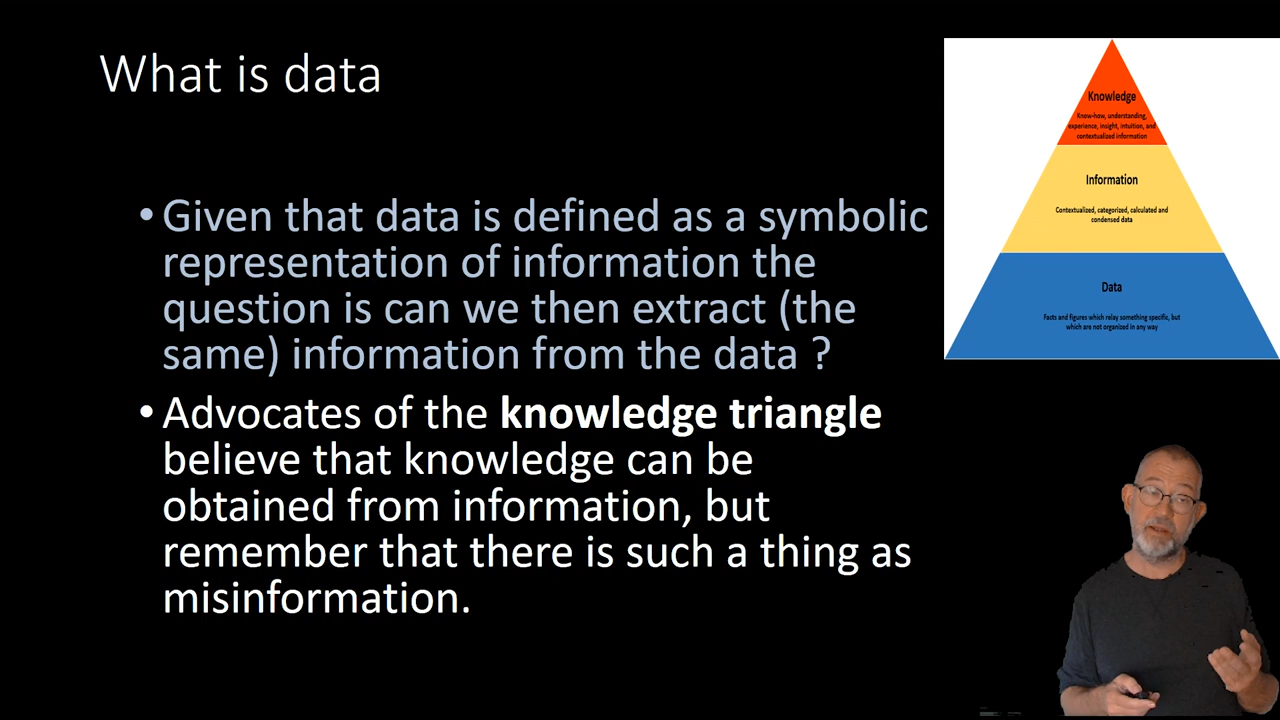 What is data
• Given that data is defined as a symbolic
representation of information the
question is can we then extract (the
same) information from the data ?
• Advocates of the knowledge triangle
believe that knowledge can be
obtained from information, but
remember that there is such a thing as
misinformation.
Knowledge
Know-how, understanding,
experience, insight, intuition, and
contextualized information
Information
Contextualized, categorized, calculated and
condensed data
Data
Facts and figures which relay something specific, but
which are not organized in any way